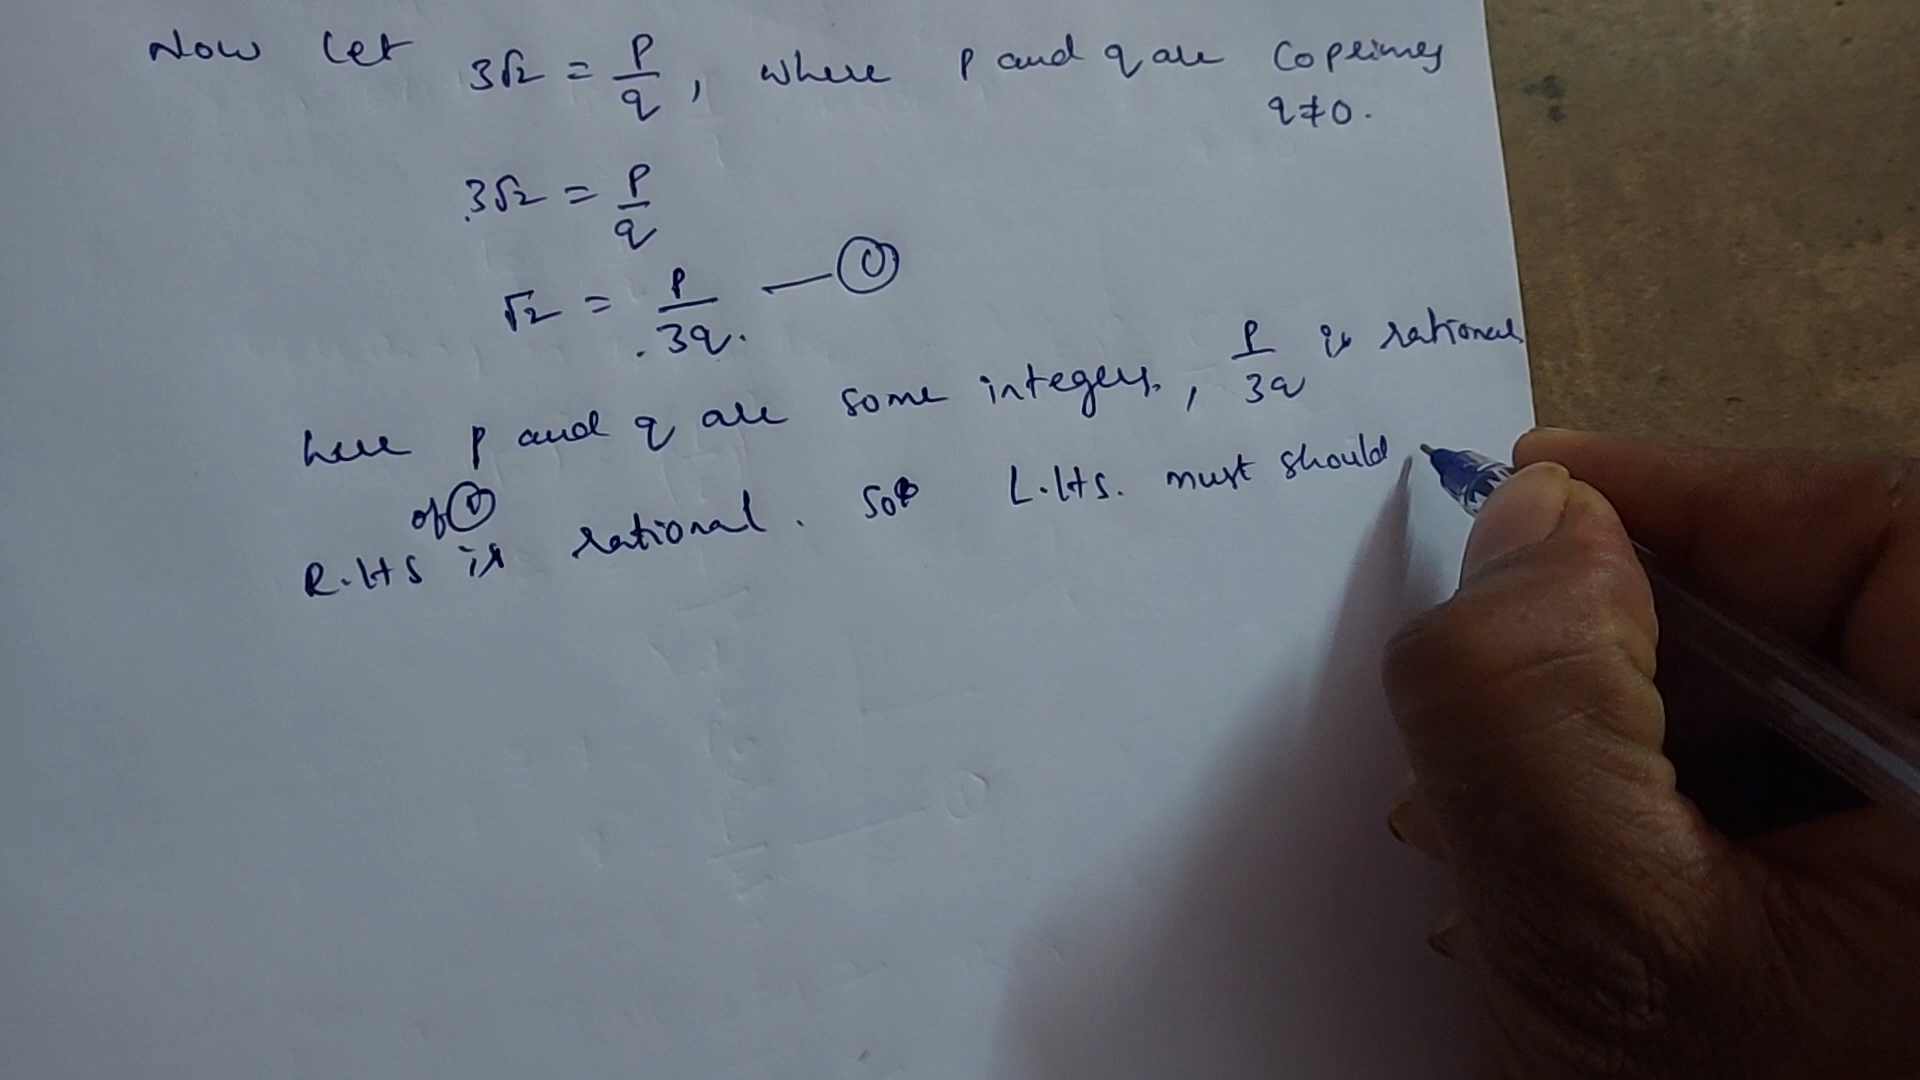 Now let 3√2 = p/q, where p and q are coprimes
q≠0.
3√2 = p/q
√2 = p/3q. — ①
here p and q are some integers, p/3q is rational
of ①
R.H.S is rational. So L.H.S. must should